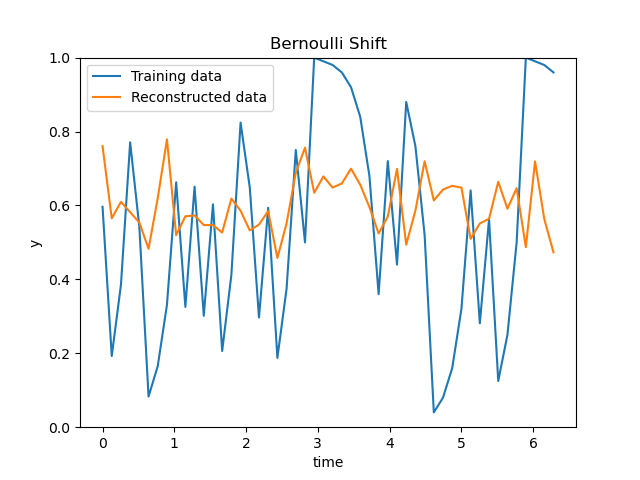 Bernoulli Shift
Training data
Reconstructed data
1.0
0.8
0.6
0.4
0.2
0.0
y
0 1 2 3 4 5 6
time